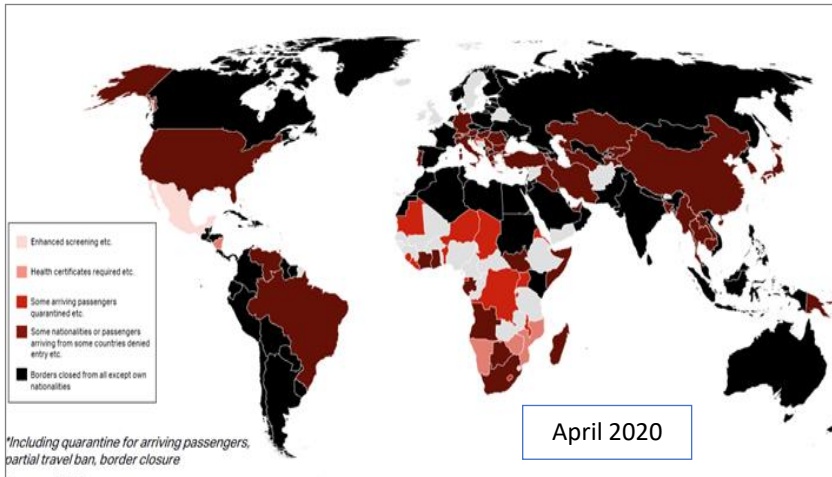 Enhanced screening etc.
Health certificates required etc.
Some arriving passengers
quarantined etc.
Some nationalities or passengers
arriving from some countries denied
entry etc.
Borders closed from all except own
nationalities
*Including quarantine for arriving passengers,
partial travel ban, border closure
April 2020